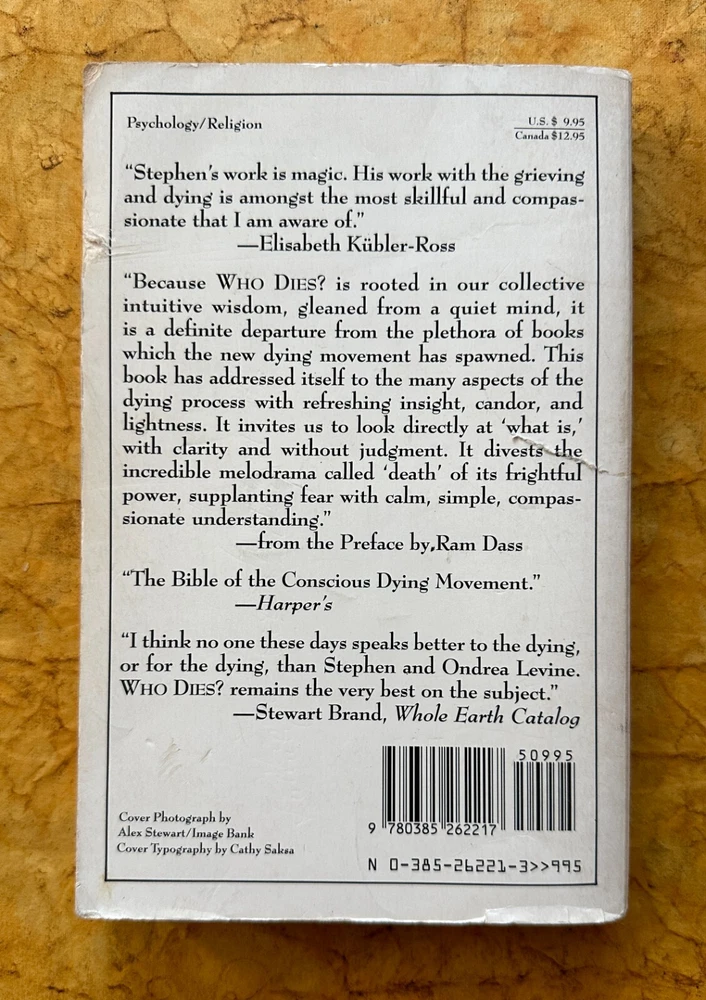 Psychology/Religion
U.S. $ 9.95
Canada $12.95
“Stephen’s work is magic. His work with the grieving
and dying is amongst the most skillful and compas-
sionate that I am aware of.”
—Elisabeth Kübler-Ross
“Because WHO DIES? is rooted in our collective
intuitive wisdom, gleaned from a quiet mind, it
is a definite departure from the plethora of books
which the new dying movement has spawned. This
book has addressed itself to the many aspects of the
dying process with refreshing insight, candor, and
lightness. It invites us to look directly at ‘what is,’
with clarity and without judgment. It divests the
incredible melodrama called ‘death’ of its frightful
power, supplanting fear with calm, simple, compas-
sionate understanding.”
—from the Preface by Ram Dass
“The Bible of the Conscious Dying Movement.”
—Harper’s
“I think no one these days speaks better to the dying,
or for the dying, than Stephen and Ondrea Levine.
WHO DIES? remains the very best on the subject.”
—Stewart Brand, Whole Earth Catalog
50995
9 780385 262217
N 0-385-26221-3>>995
Cover Photograph by
Alex Stewart/Image Bank
Cover Typography by Cathy Saksa